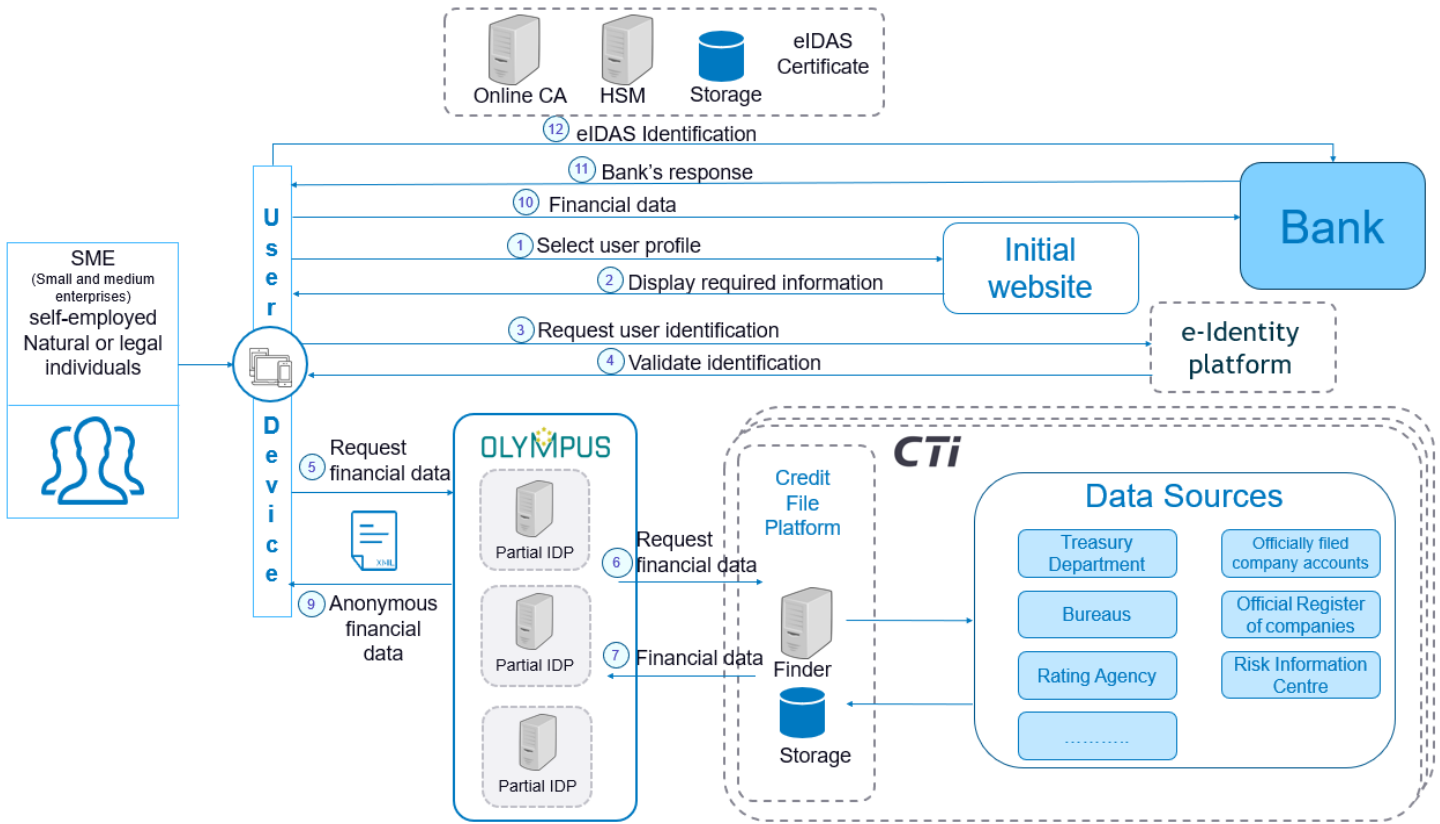 eIDAS
Certificate
Online CA
HSM
Storage
12
eIDAS Identification
11
Bank's response
10
Financial data
Bank
1
Select user profile
2
Display required information
Initial
website
3
Request user identification
4
Validate identification
e-Identity
platform
SME
(Small and medium
enterprises)
self-employed
Natural or legal
individuals
User
Device
5
Request
financial data
XML
9
Anonymous
financial
data
OLYMPUS
Partial IDP
Partial IDP
Partial IDP
6
Request
financial data
7
Financial data
Credit
File
Platform
Finder
Storage
CTi
Data Sources
Treasury
Department
Officially filed
company accounts
Bureaus
Official Register
of companies
Rating Agency
Risk Information
Centre
...........